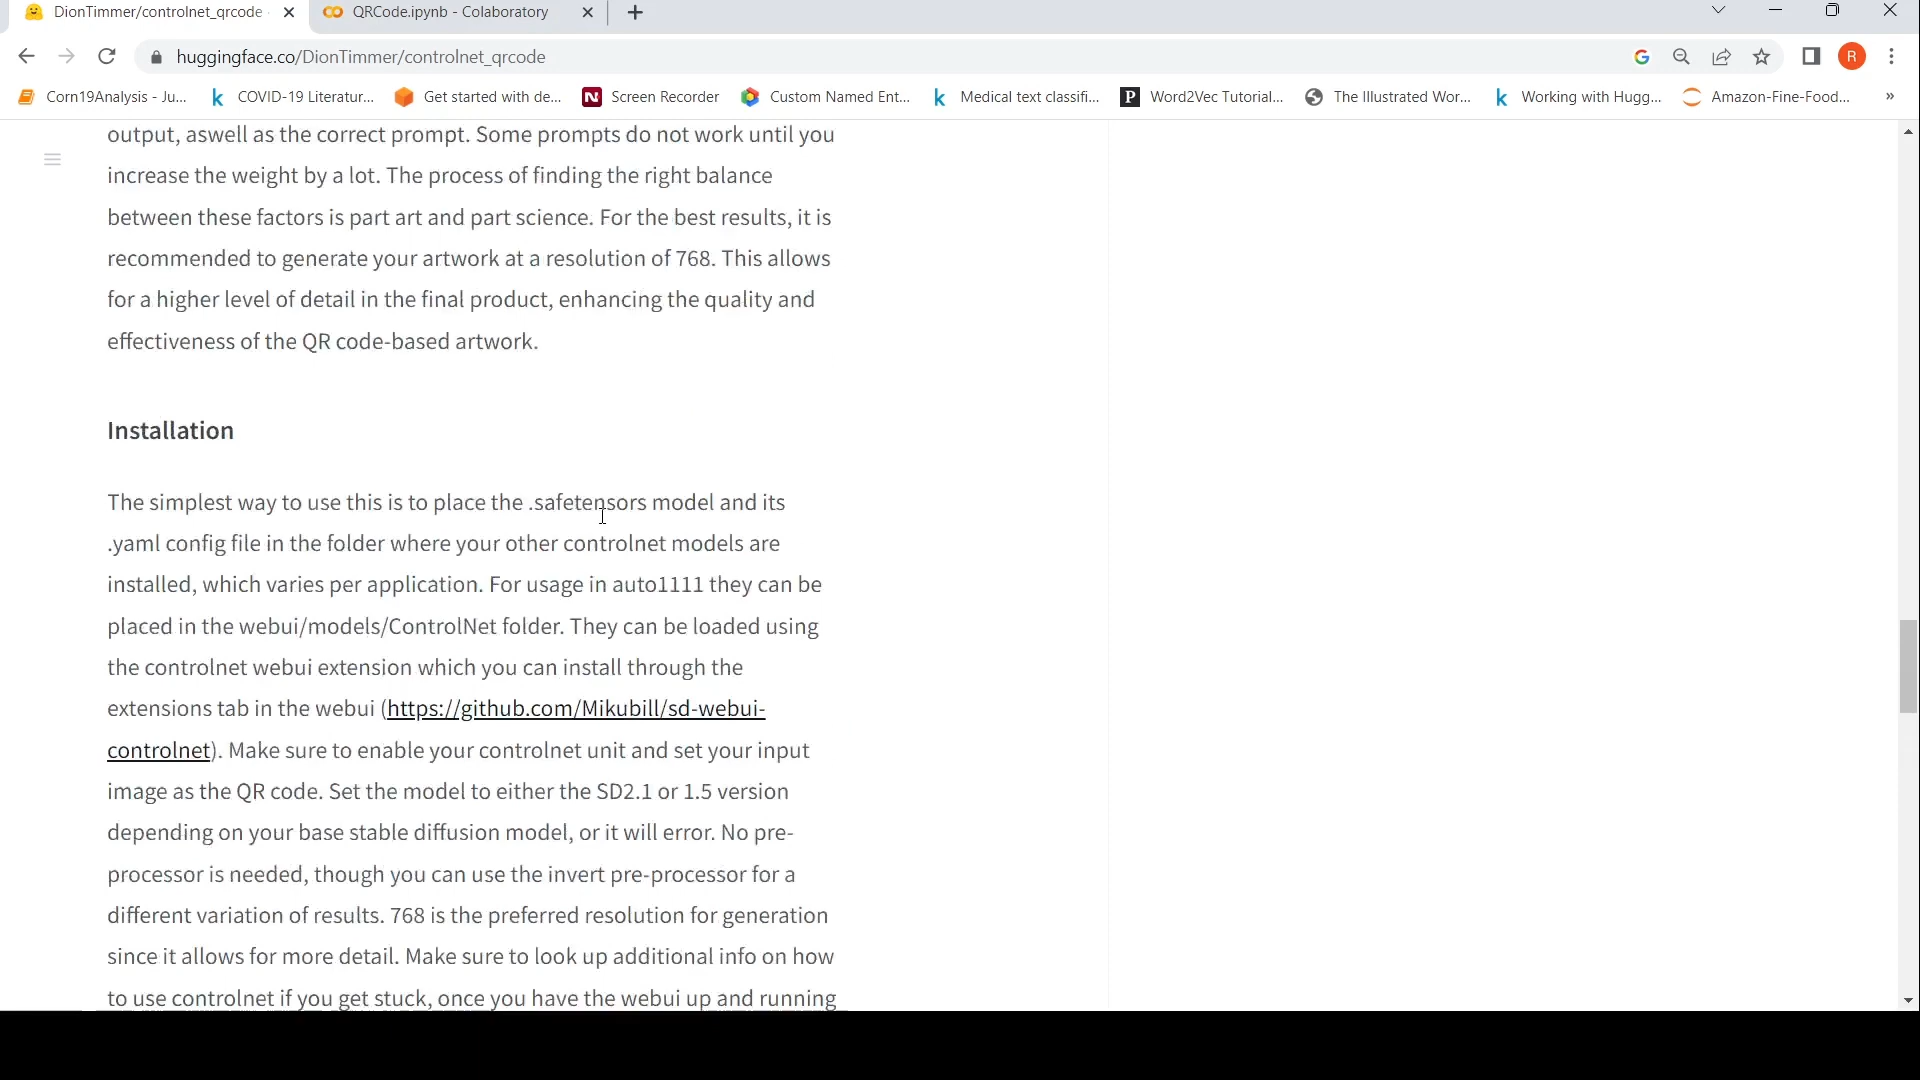 DionTimmer/controlnet_qrcode
QRCode.ipynb - Colaboratory
huggingface.co/DionTimmer/controlnet_qrcode
R
Corn19Analysis - Ju...
COVID-19 Literatur...
Get started with de...
Screen Recorder
Custom Named Ent...
Medical text classifi...
Word2Vec Tutorial...
The Illustrated Wor...
Working with Hugg...
Amazon-Fine-Food...
»
output, aswell as the correct prompt. Some prompts do not work until you
increase the weight by a lot. The process of finding the right balance
between these factors is part art and part science. For the best results, it is
recommended to generate your artwork at a resolution of 768. This allows
for a higher level of detail in the final product, enhancing the quality and
effectiveness of the QR code-based artwork.
Installation
The simplest way to use this is to place the .safetensors model and its
.yaml config file in the folder where your other controlnet models are
installed, which varies per application. For usage in auto1111 they can be
placed in the webui/models/ControlNet folder. They can be loaded using
the controlnet webui extension which you can install through the
extensions tab in the webui (https://github.com/Mikubill/sd-webui-
controlnet). Make sure to enable your controlnet unit and set your input
image as the QR code. Set the model to either the SD2.1 or 1.5 version
depending on your base stable diffusion model, or it will error. No pre-
processor is needed, though you can use the invert pre-processor for a
different variation of results. 768 is the preferred resolution for generation
since it allows for more detail. Make sure to look up additional info on how
to use controlnet if you get stuck, once you have the webui up and running